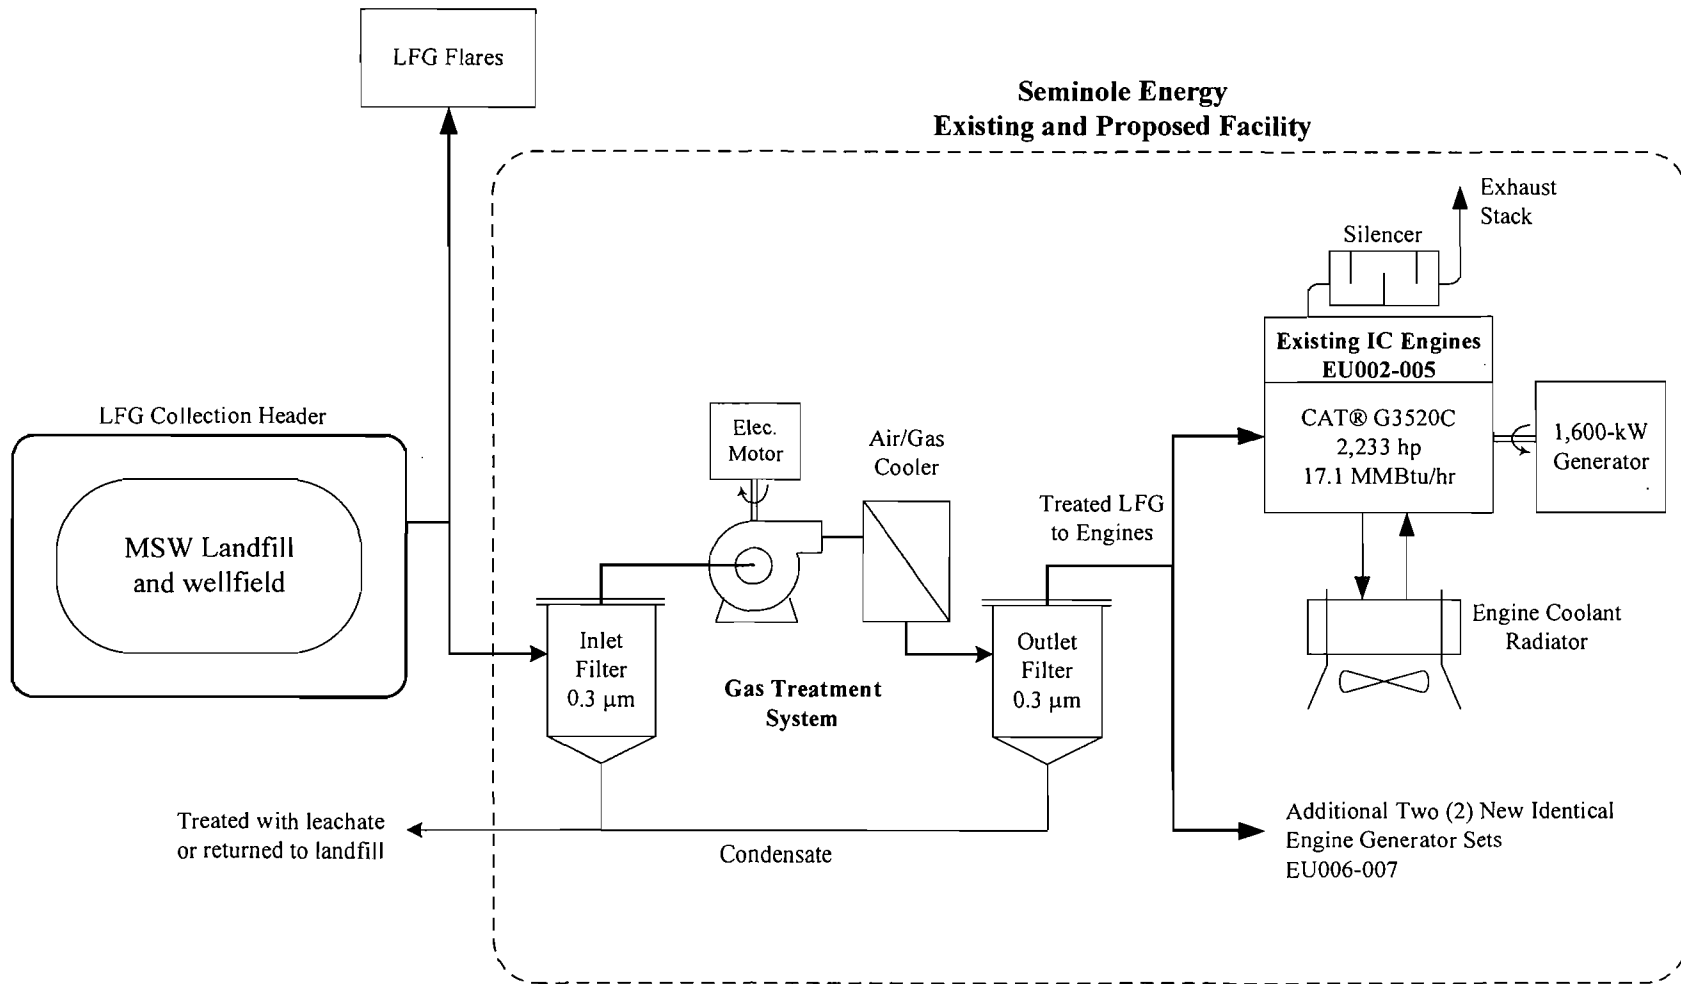 LFG Flares
Seminole Energy
Existing and Proposed Facility
Exhaust
Stack
Silencer
Existing IC Engines
EU002-005
CAT® G3520C
2,233 hp
17.1 MMBtu/hr
1,600-kW
Generator
LFG Collection Header
MSW Landfill
and wellfield
Elec.
Motor
Air/Gas
Cooler
Treated LFG
to Engines
Inlet
Filter
0.3 µm
Gas Treatment
System
Outlet
Filter
0.3 µm
Engine Coolant
Radiator
Treated with leachate
or returned to landfill
Condensate
Additional Two (2) New Identical
Engine Generator Sets
EU006-007